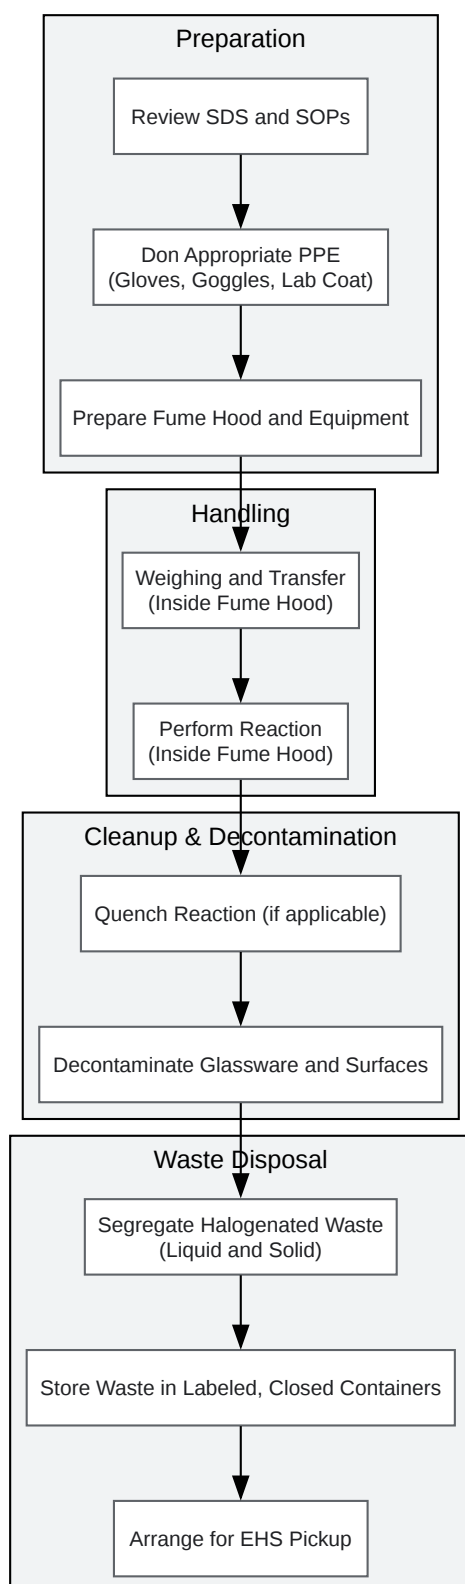 Preparation
Review SDS and SOPs
Don Appropriate PPE
(Gloves, Goggles, Lab Coat)
Prepare Fume Hood and Equipment
Handling
Weighing and Transfer
(Inside Fume Hood)
Perform Reaction
(Inside Fume Hood)
Cleanup & Decontamination
Quench Reaction (if applicable)
Decontaminate Glassware and Surfaces
Waste Disposal
Segregate Halogenated Waste
(Liquid and Solid)
Store Waste in Labeled, Closed Containers
Arrange for EHS Pickup